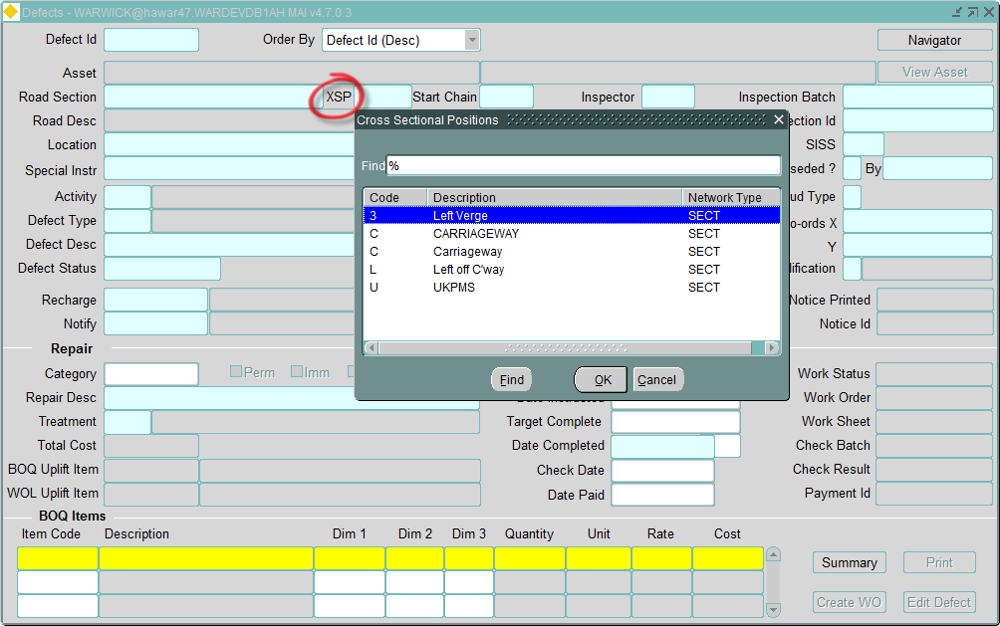 Defects - WARWICK@hawar47.WARDEVDB1AH MAI v4.7.0.3
Defect Id Order By Defect Id (Desc) Navigator
Asset View Asset
Road Section XSP Start Chain Inspector Inspection Batch
Road Desc ection Id
Location SISS
Special Instr seded ? By
Activity ud Type
Defect Type o-ords X
Defect Desc Y
Defect Status lification
Recharge Notice Printed
Notify Notice Id
Cross Sectional Positions
Find %
Code Description Network Type
3 Left Verge SECT
C CARRIAGEWAY SECT
C Carriageway SECT
L Left off C'way SECT
U UKPMS SECT
Find OK Cancel
Repair
Category Perm Imm Work Status
Repair Desc Date Instructed Work Order
Treatment Target Complete Work Sheet
Total Cost Date Completed Check Batch
BOQ Uplift Item Check Date Check Result
WOL Uplift Item Date Paid Payment Id
BOQ Items
Item Code Description Dim 1 Dim 2 Dim 3 Quantity Unit Rate Cost
Summary Print
Create WO Edit Defect